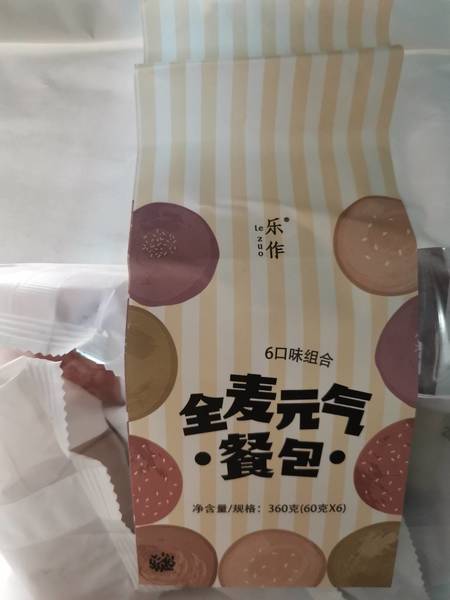 乐作®
le zuo
6口味组合
全麦元气
·餐包·
净含量/规格：360克(60克X6)